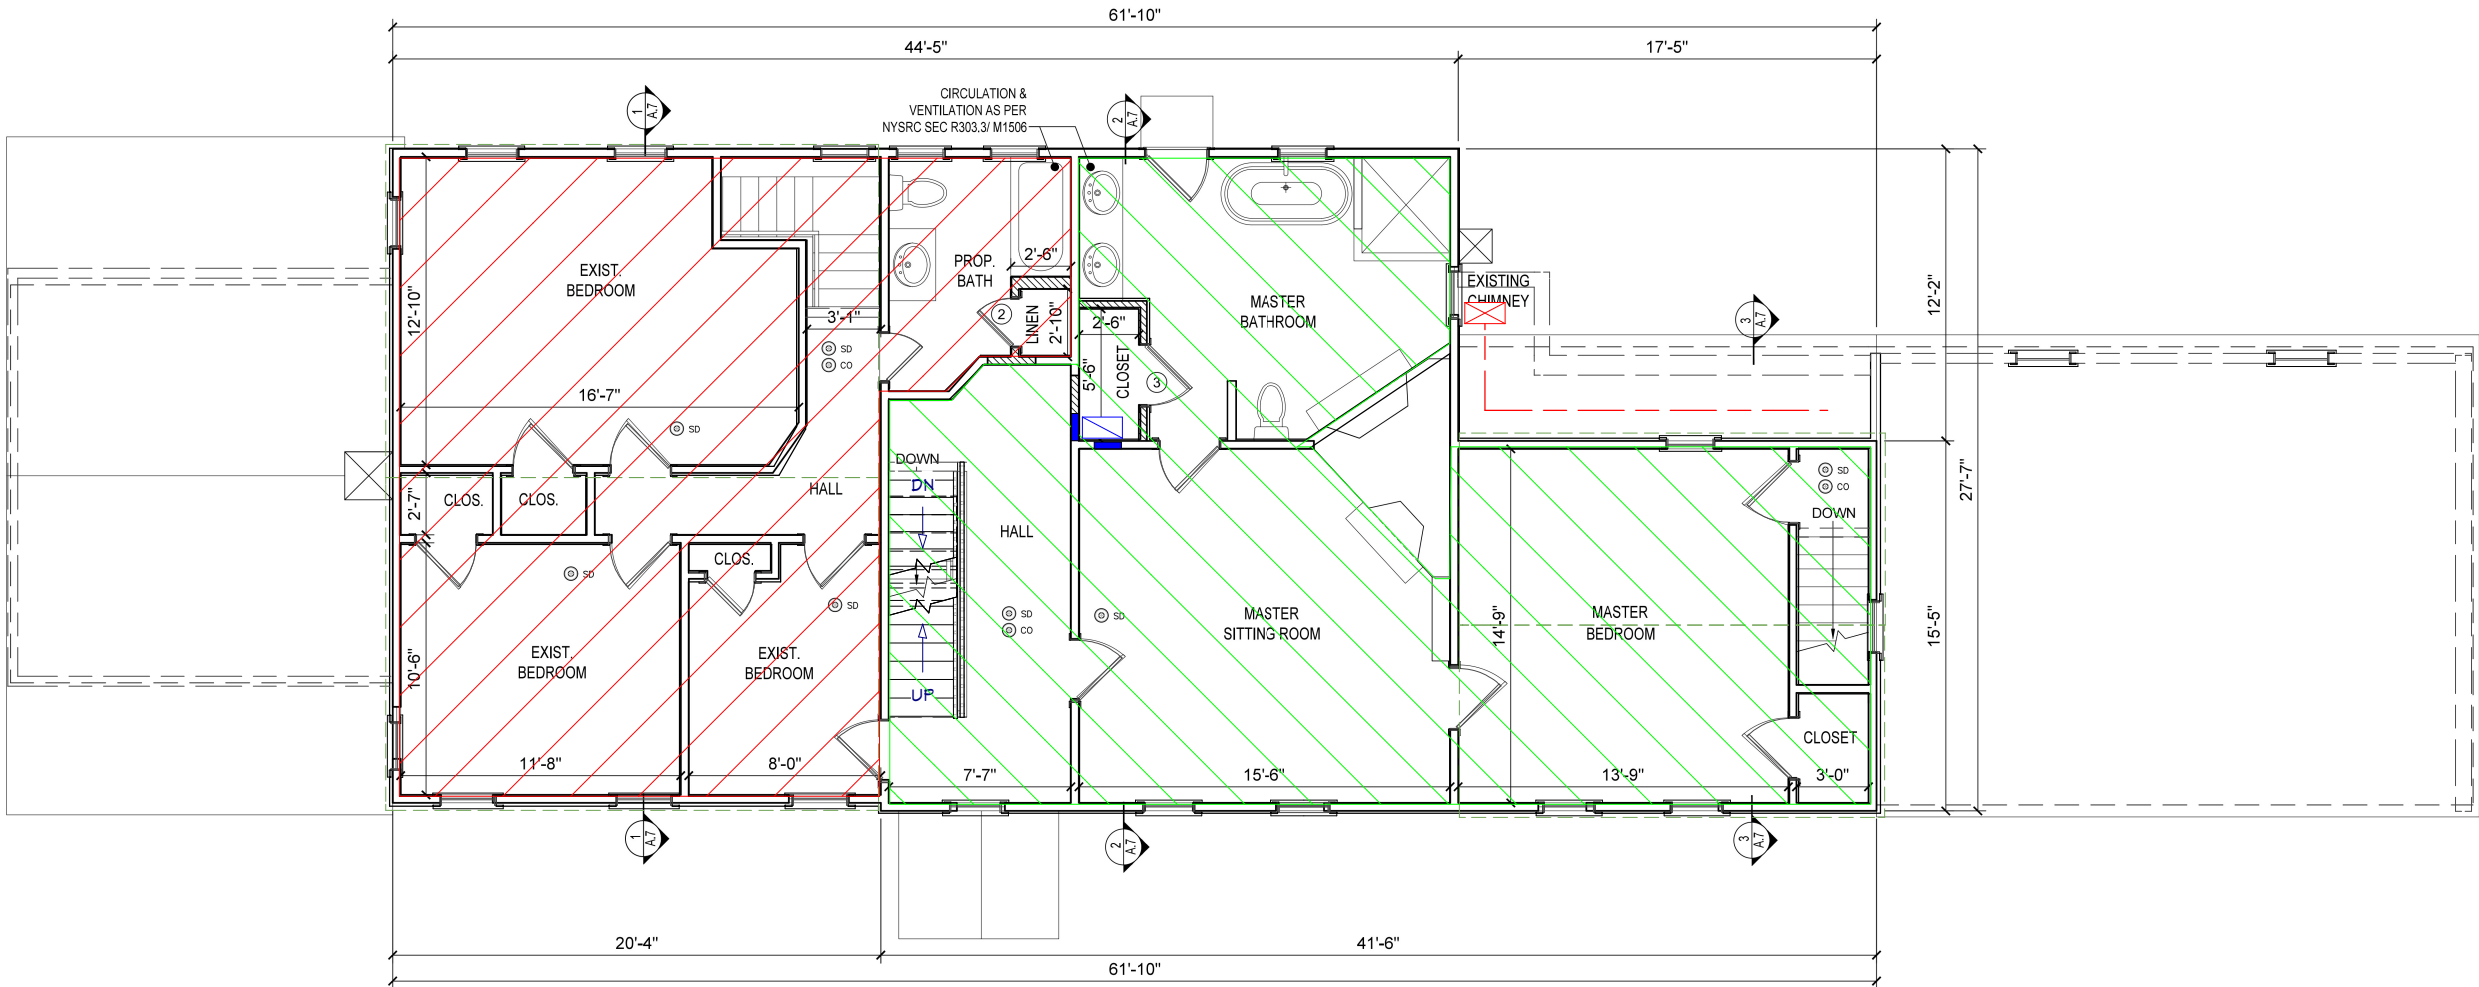 61'-10"
44'-5"
17'-5"
CIRCULATION &
VENTILATION AS PER
NYSRC SEC R303.3/ M1506
1
A.7
2
A.7
EXIST.
BEDROOM
12'-10"
16'-7"
SD
3'-1"
SD
CO
PROP.
BATH
2'-6"
2
LINEN
2'-10"
2'-6"
CLOSET
5'-6"
3
MASTER
BATHROOM
EXISTING
CHIMNEY
3
A.7
12'-2"
27'-7"
15'-5"
2'-7"
CLOS.
CLOS.
HALL
DOWN
DN
UP
HALL
SD
CO
SD
MASTER
SITTING ROOM
14'-9"
MASTER
BEDROOM
SD
CO
DOWN
CLOSET
CLOS.
SD
SD
EXIST.
BEDROOM
EXIST.
BEDROOM
10'-6"
11'-8"
8'-0"
7'-7"
15'-6"
13'-9"
3'-0"
1
A.7
2
A.7
3
A.7
20'-4"
41'-6"
61'-10"